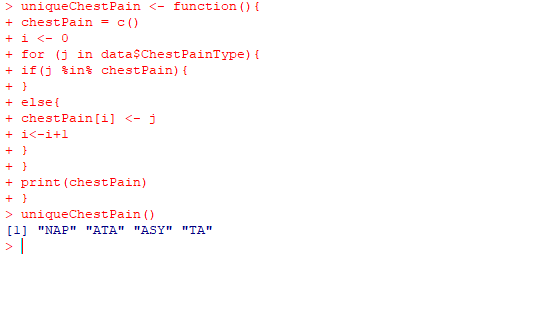 > uniqueChestPain <- function(){
+ chestPain = c()
+ i <- 0
+ for (j in data$ChestPainType){
+ if(j %in% chestPain){
+ }
+ else{
+ chestPain[i] <- j
+ i<-i+1
+ }
+ }
+ print(chestPain)
+ }
> uniqueChestPain()
[1] "NAP" "ATA" "ASY" "TA"
>